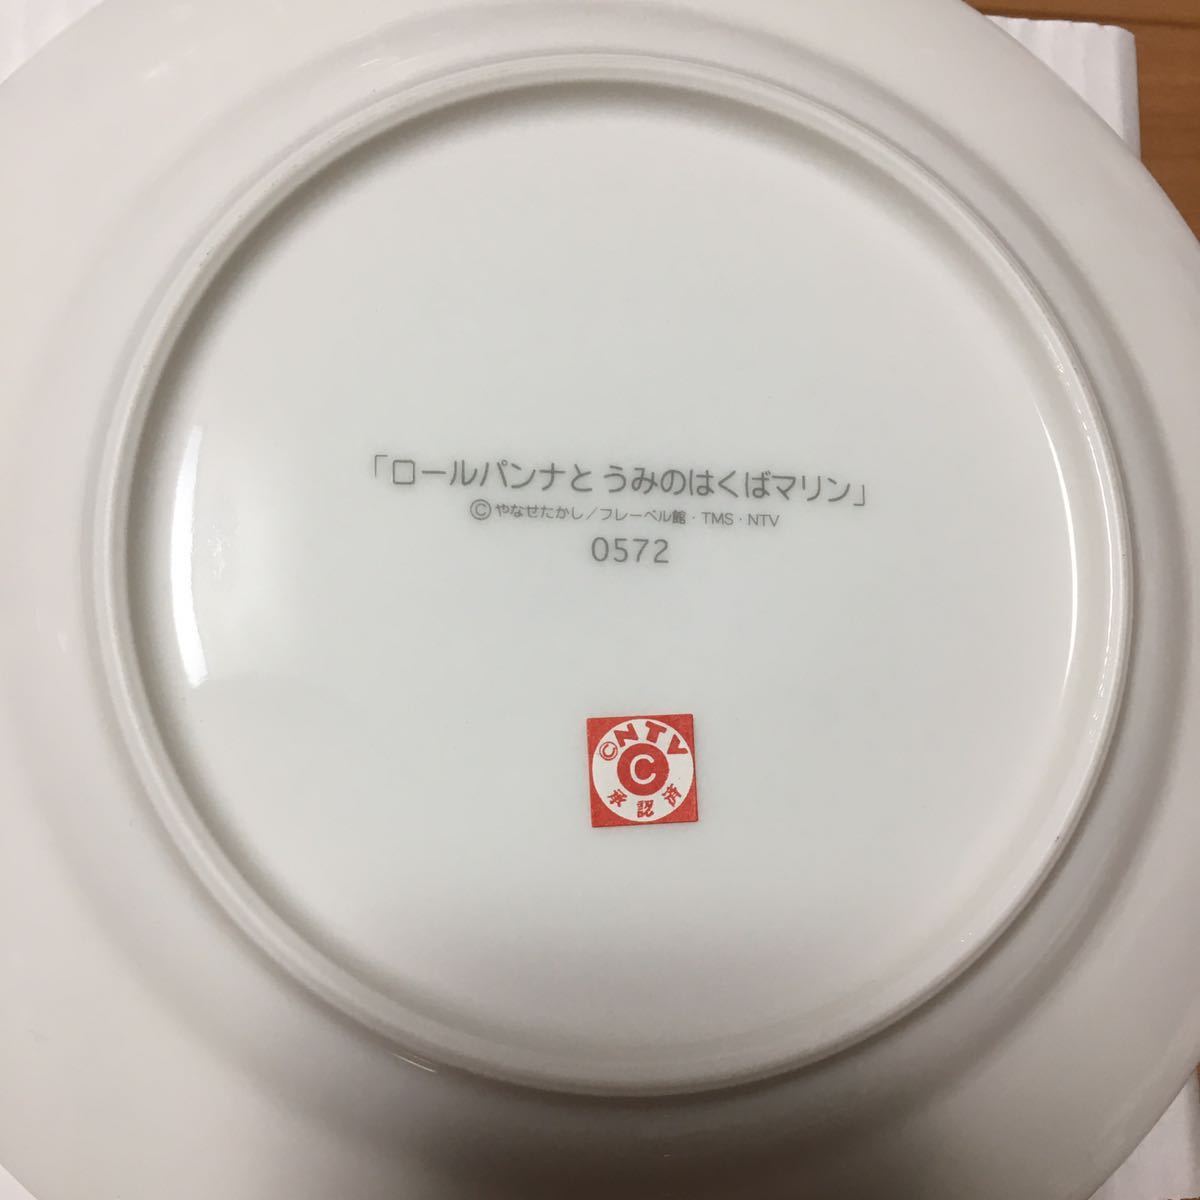 「ロールパンナと うみのはくばマリン」
©やなせたかし／フレーベル館・TMS・NTV
0572
©NTV
C
承認済